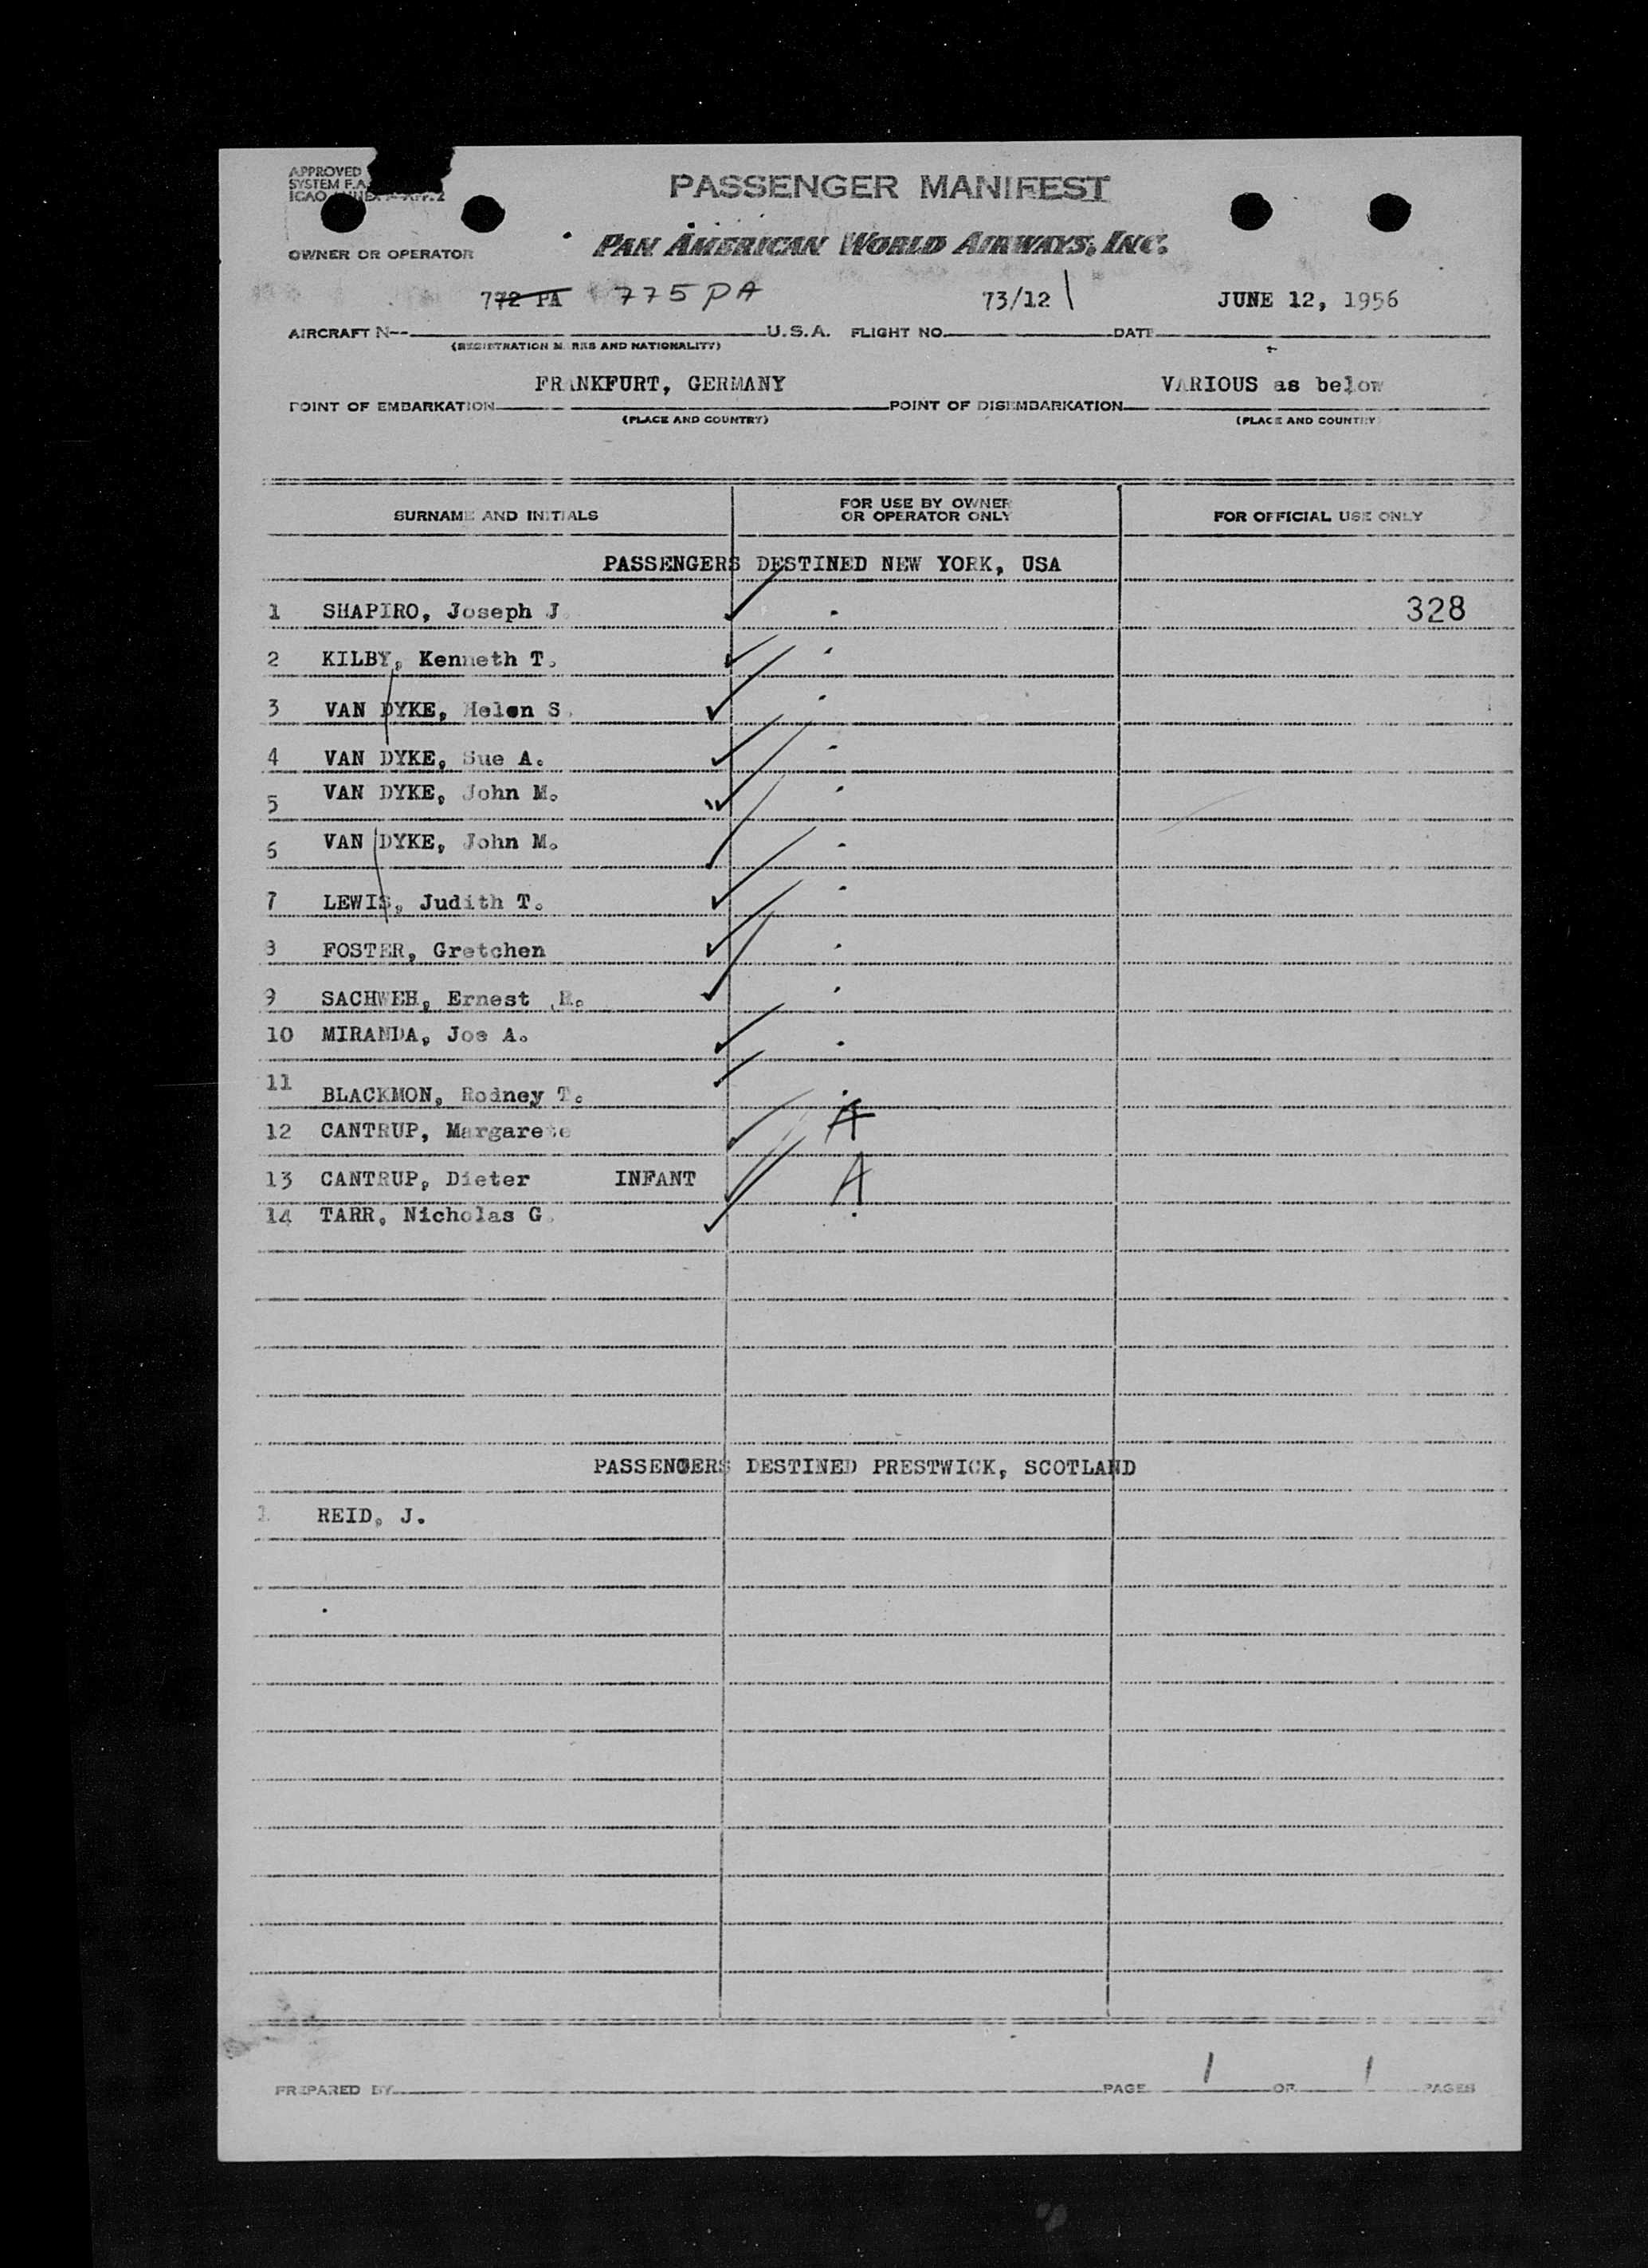 APPROVED
SYSTEM F.A.
ICAO
PASSENGER MANIFEST
OWNER OR OPERATOR PAN AMERICAN WORLD AIRWAYS, INC.
772 PA 775 PA 73/12 JUNE 12, 1956
AIRCRAFT N-- U.S.A. FLIGHT NO. DATE
(REGISTRATION MARKS AND NATIONALITY)
FRANKFURT, GERMANY VARIOUS as below
POINT OF EMBARKATION POINT OF DISEMBARKATION
(PLACE AND COUNTRY) (PLACE AND COUNTRY)
SURNAME AND INITIALS FOR USE BY OWNER OR OPERATOR ONLY FOR OFFICIAL USE ONLY
PASSENGERS DESTINED NEW YORK, USA
1 SHAPIRO, Joseph J. 328
2 KILBY, Kenneth T.
3 VAN DYKE, Helen S.
4 VAN DYKE, Sue A.
5 VAN DYKE, John M.
6 VAN DYKE, John M.
7 LEWIS, Judith T.
8 FOSTER, Gretchen
9 SACHWEH, Ernest R.
10 MIRANDA, Joe A.
11 BLACKMON, Rodney T.
12 CANTRUP, Margarete A
13 CANTRUP, Dieter INFANT A
14 TARR, Nicholas G.
PASSENGERS DESTINED PRESTWICK, SCOTLAND
1 REID, J.
PREPARED BY PAGE 1 OF 1 PAGES